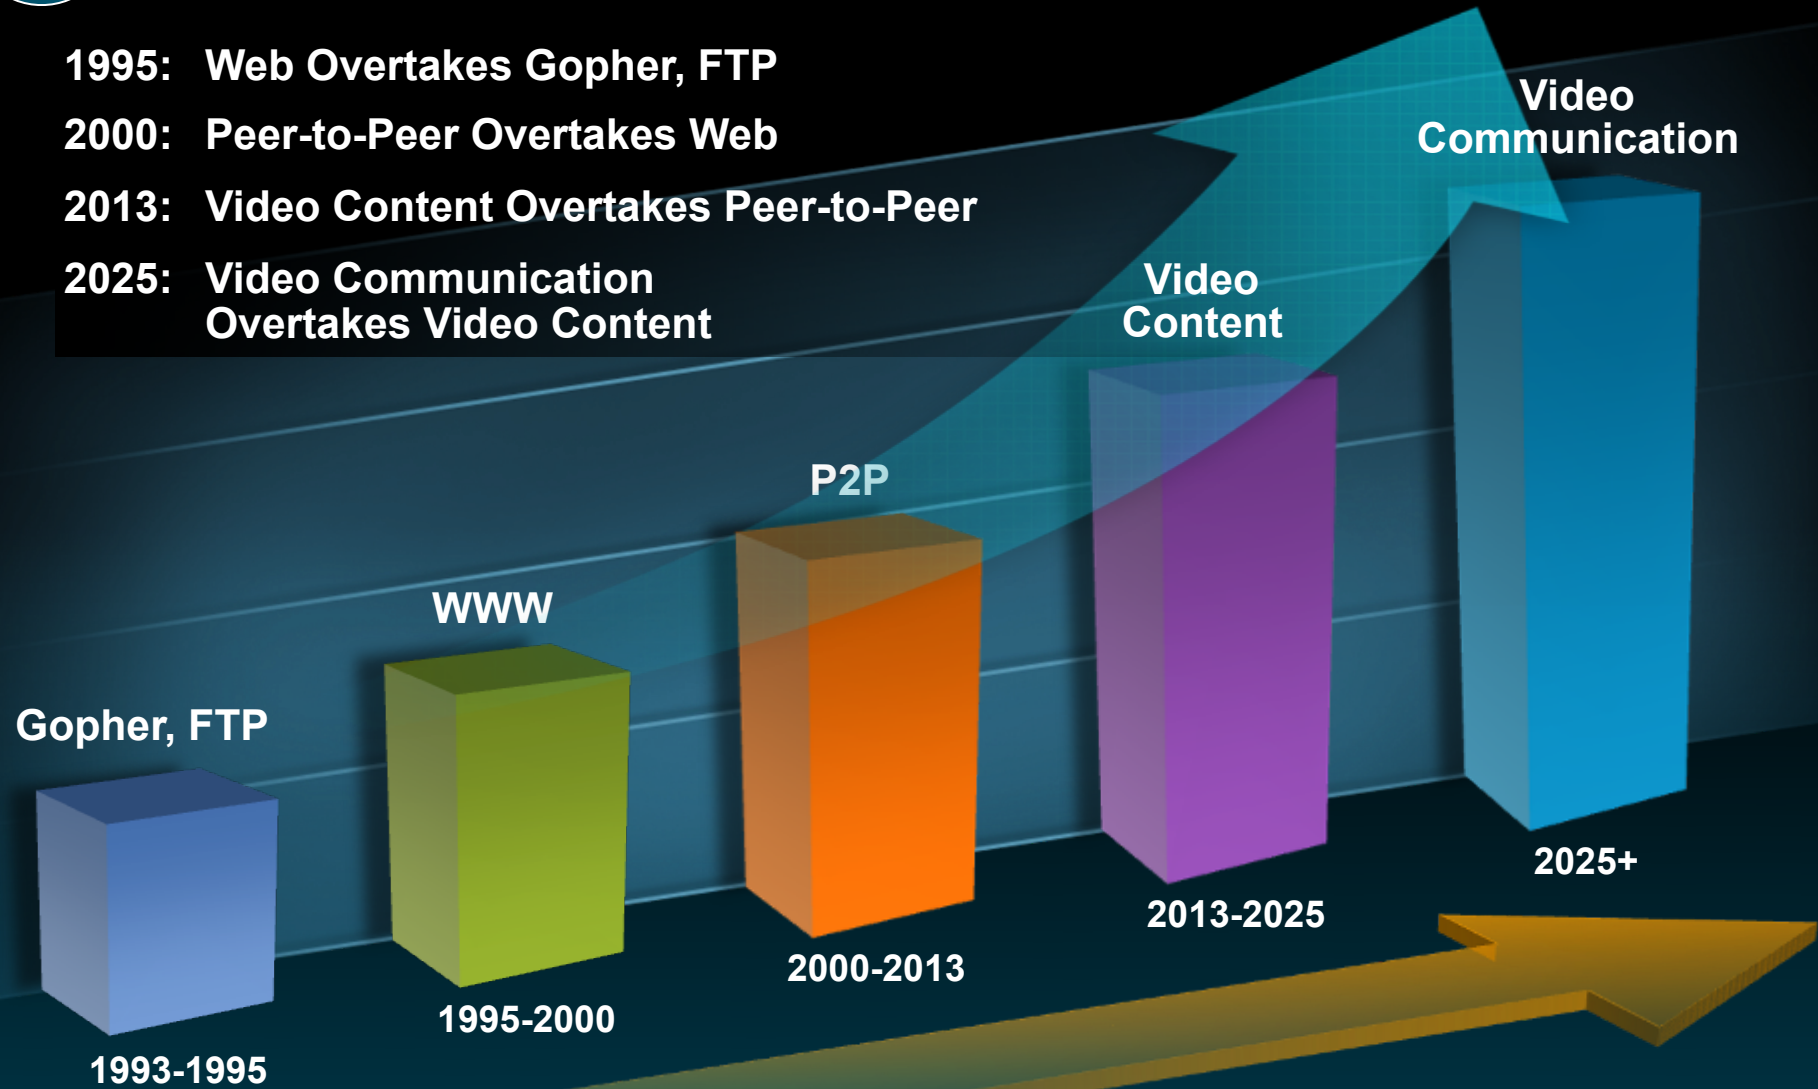 1995: Web Overtakes Gopher, FTP
2000: Peer-to-Peer Overtakes Web
2013: Video Content Overtakes Peer-to-Peer
2025: Video Communication
Overtakes Video Content
Gopher, FTP
1993-1995
WWW
1995-2000
P2P
2000-2013
Video
Content
2013-2025
Video
Communication
2025+